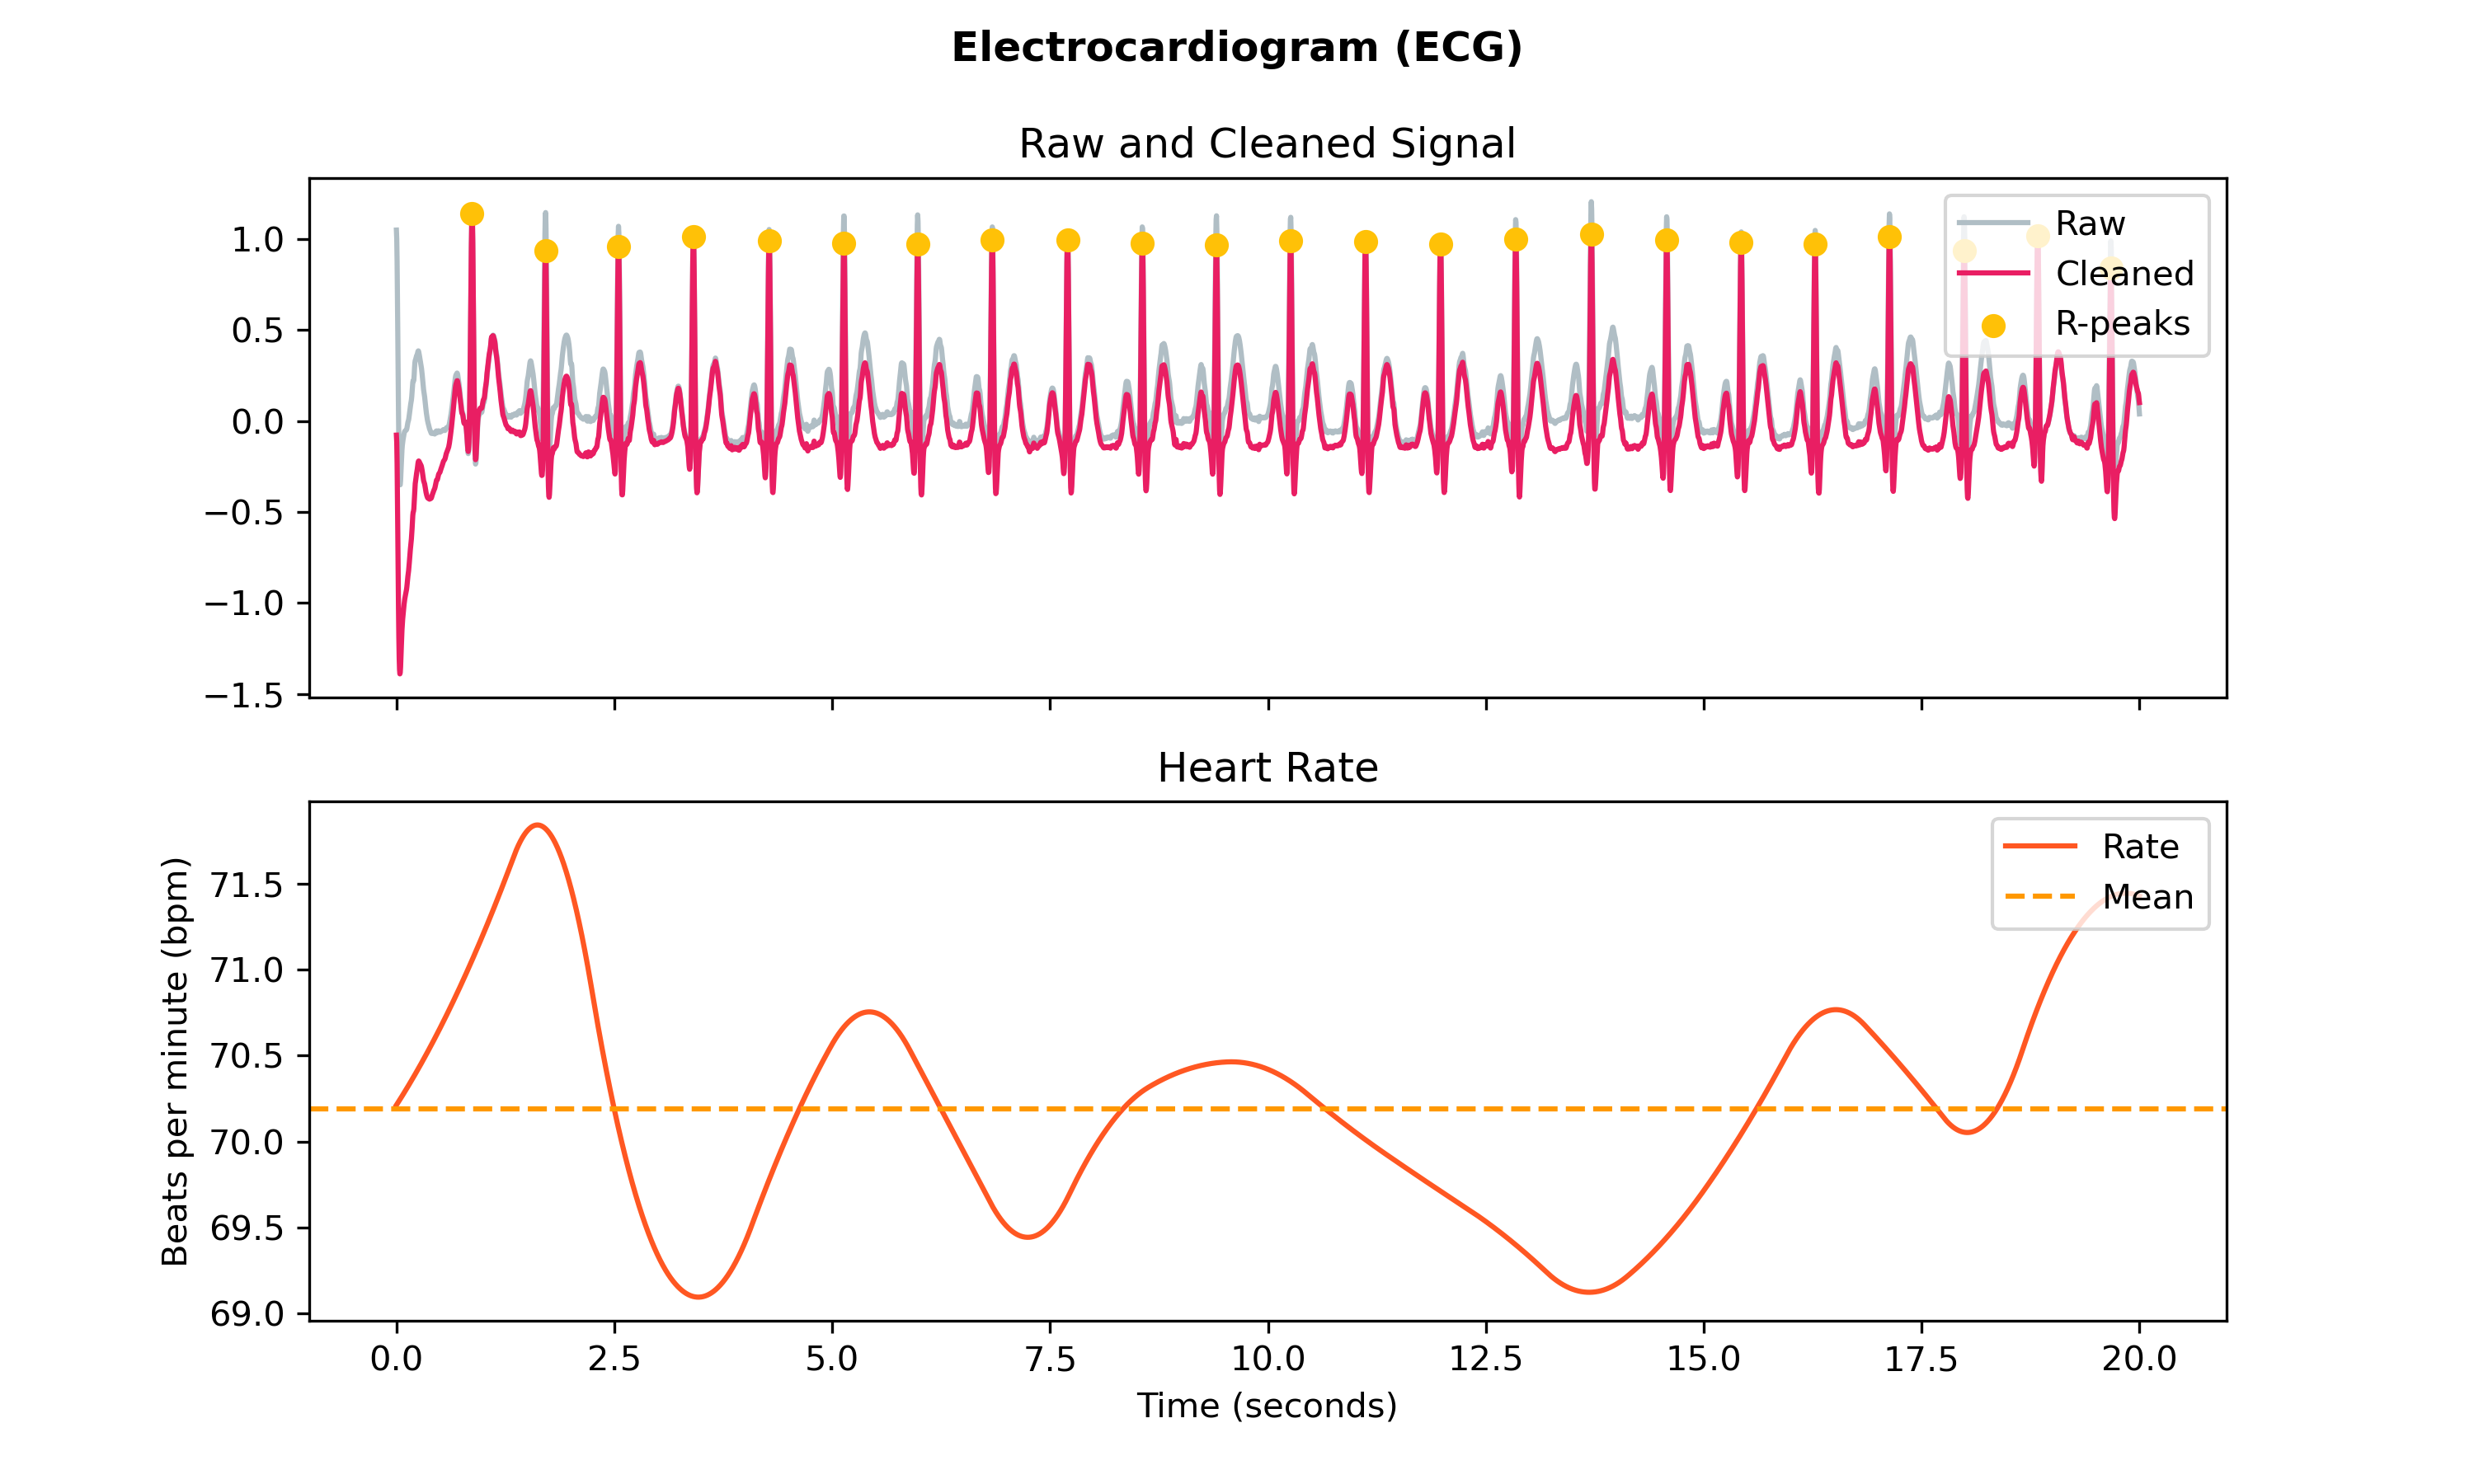 Electrocardiogram (ECG)
Raw and Cleaned Signal
1.0
0.5
0.0
−0.5
−1.0
−1.5
Raw
Cleaned
R-peaks
Heart Rate
Beats per minute (bpm)
71.5
71.0
70.5
70.0
69.5
69.0
Rate
Mean
0.0 2.5 5.0 7.5 10.0 12.5 15.0 17.5 20.0
Time (seconds)